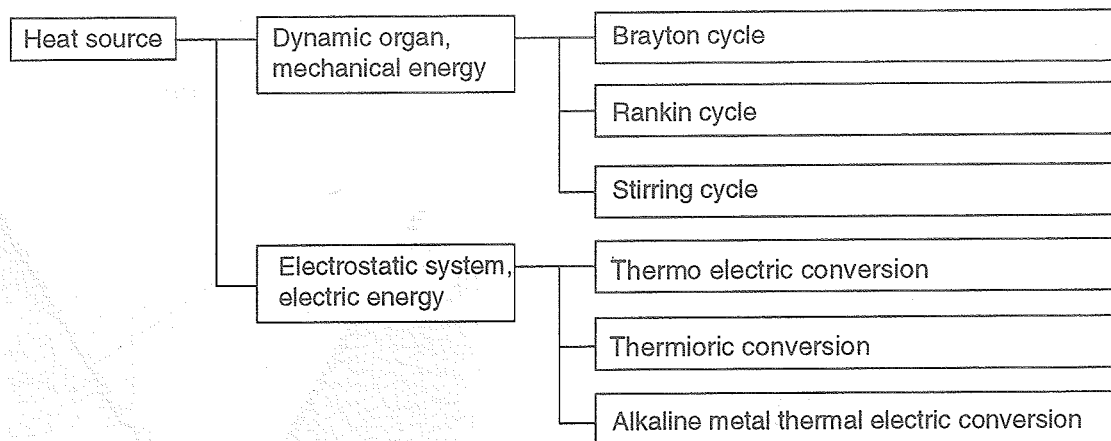 Heat source
Dynamic organ,
mechanical energy
Brayton cycle
Rankin cycle
Stirring cycle
Electrostatic system,
electric energy
Thermo electric conversion
Thermioric conversion
Alkaline metal thermal electric conversion